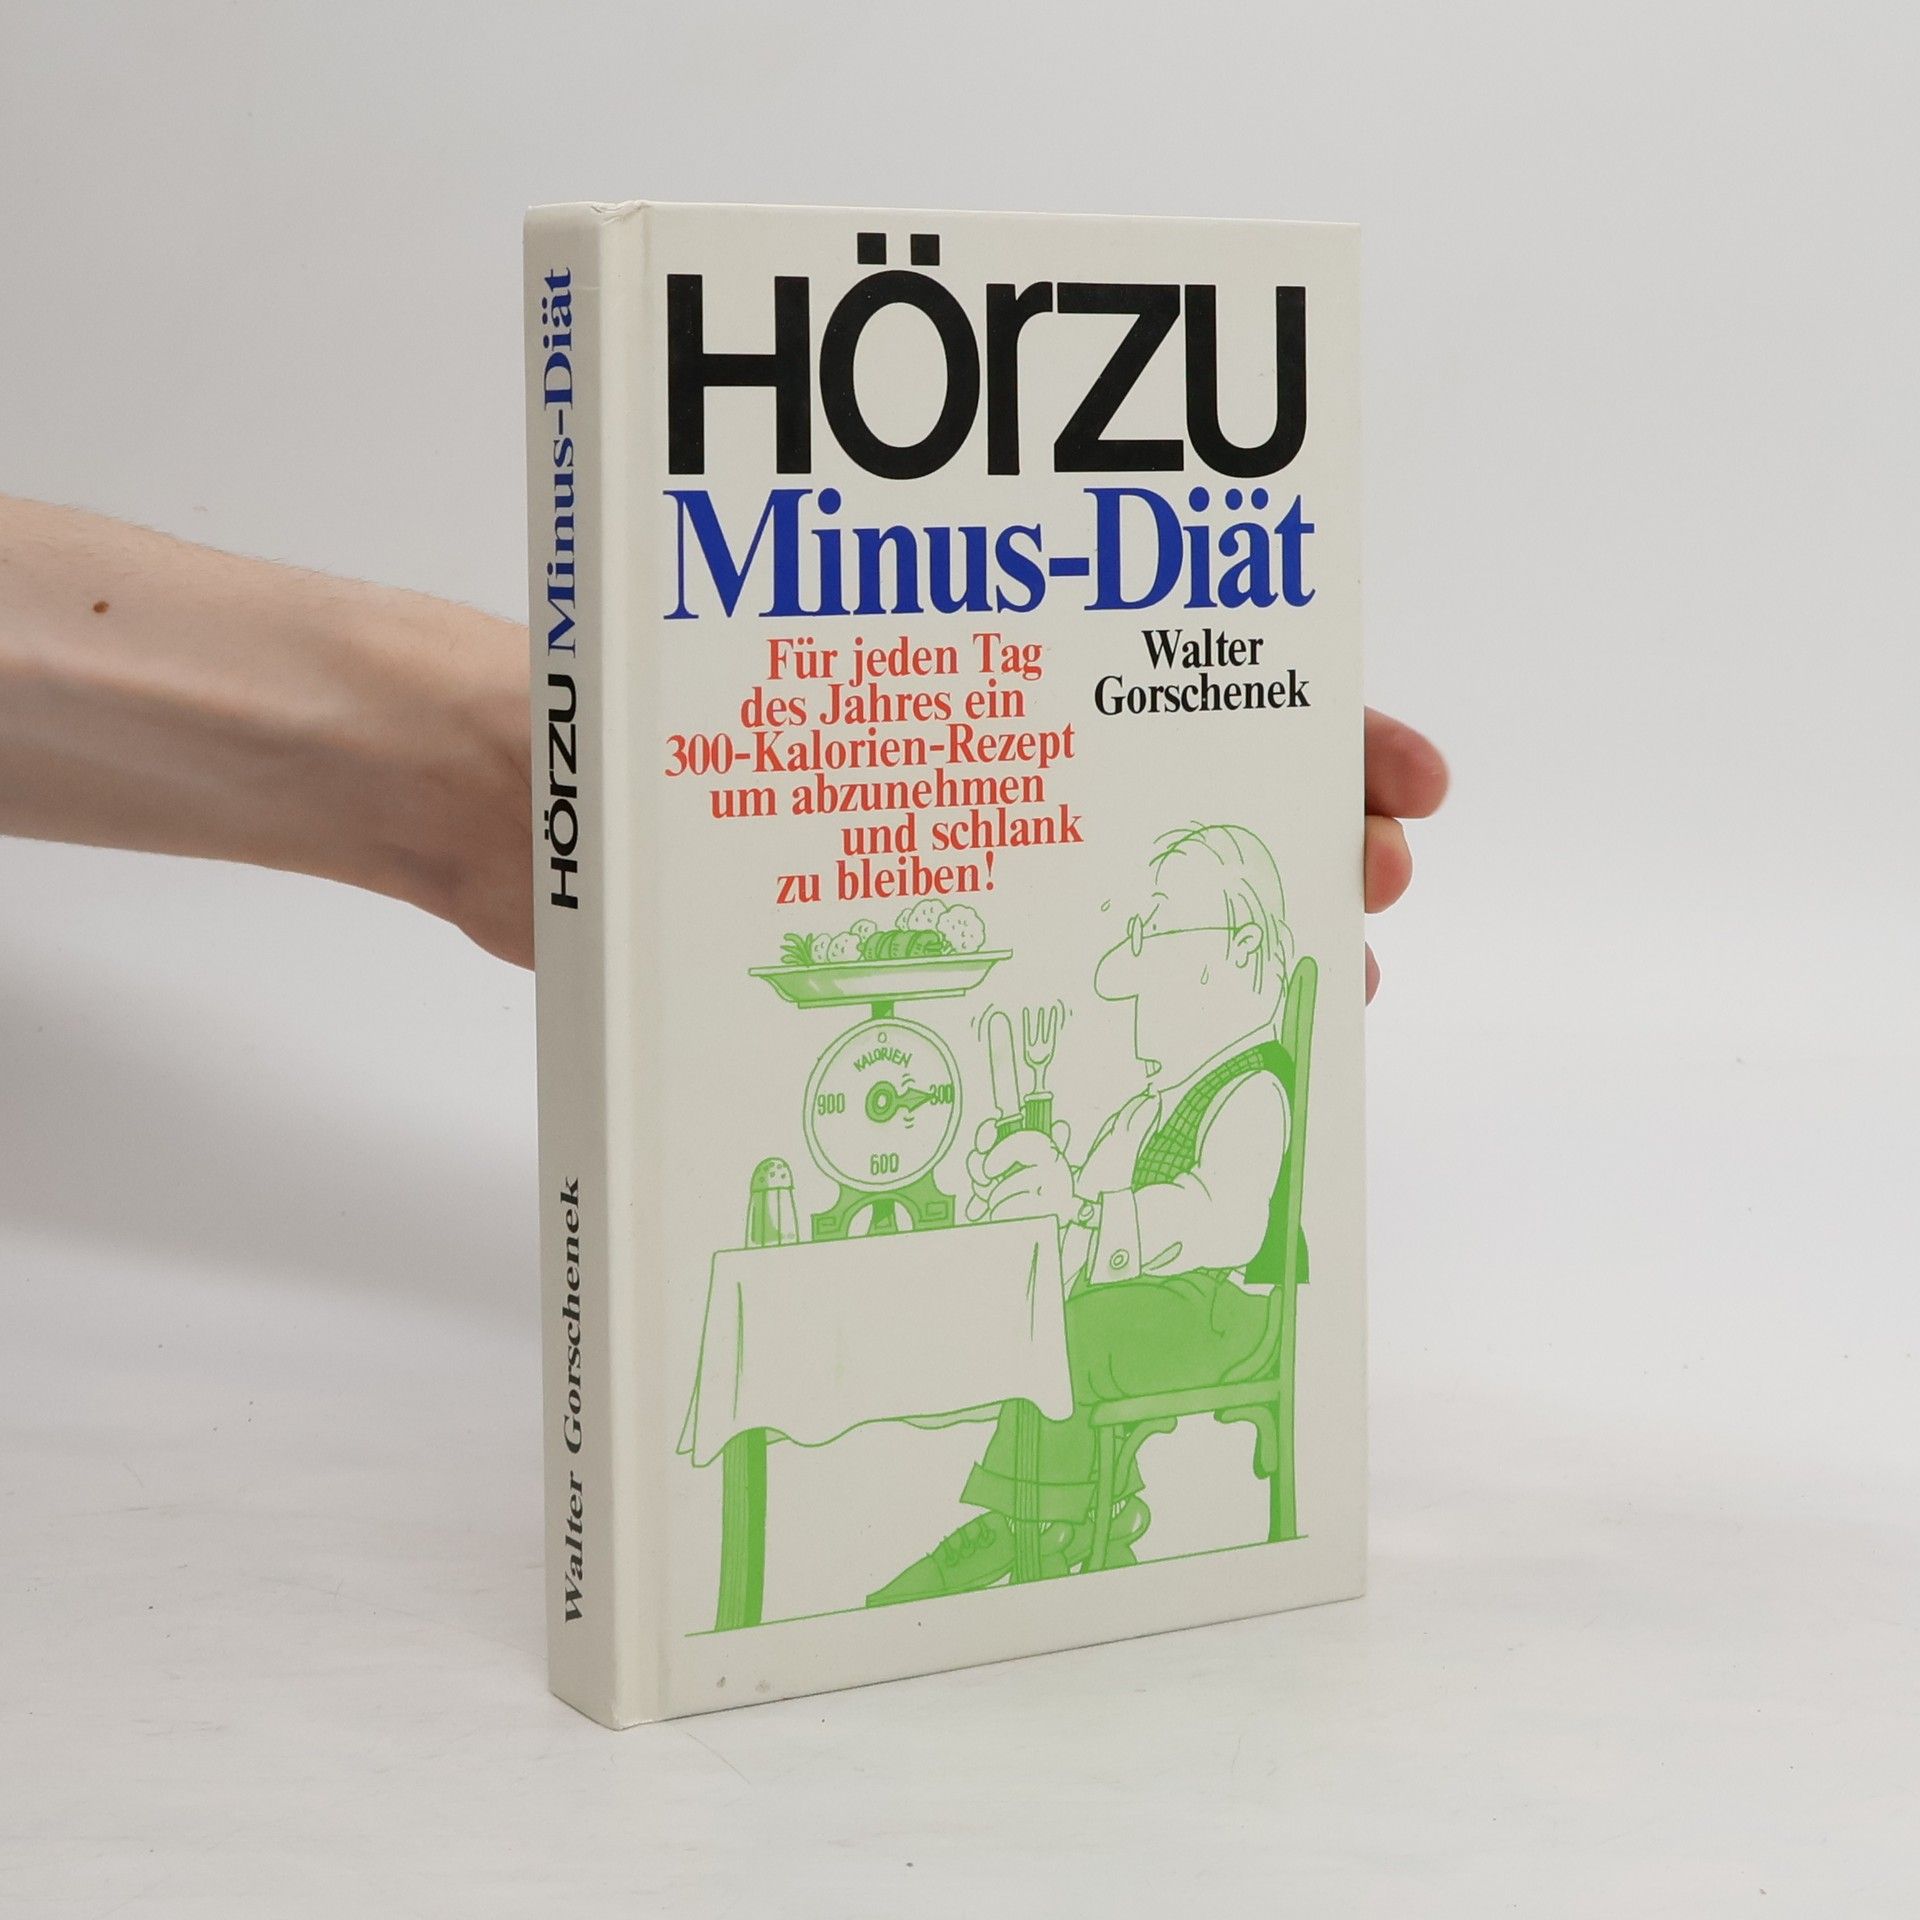 HÖRZU
Minus-Diät
Für jeden Tag
des Jahres ein
300-Kalorien-Rezept
um abzunehmen
und schlank
zu bleiben!
Walter
Gorschenek
KALORIEN
900
300
600
Walter Gorschenek HÖRZU Minus-Diät